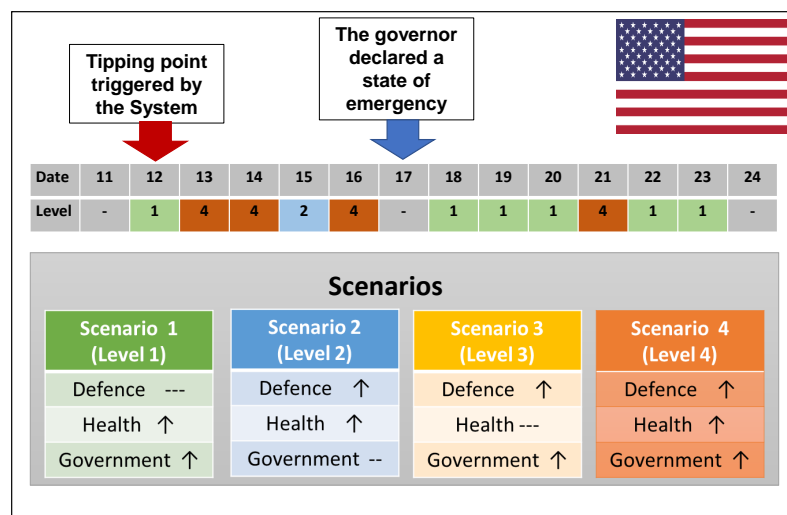 Tipping point
triggered by
the System
The governor
declared a
state of
emergency
Date 11 12 13 14 15 16 17 18 19 20 21 22 23 24
Level - 1 4 4 2 4 - 1 1 1 4 1 1 -
Scenarios
Scenario 1
(Level 1)
Defence ---
Health ↑
Government ↑
Scenario 2
(Level 2)
Defence ↑
Health ↑
Government --
Scenario 3
(Level 3)
Defence ↑
Health ---
Government ↑
Scenario 4
(Level 4)
Defence ↑
Health ↑
Government ↑